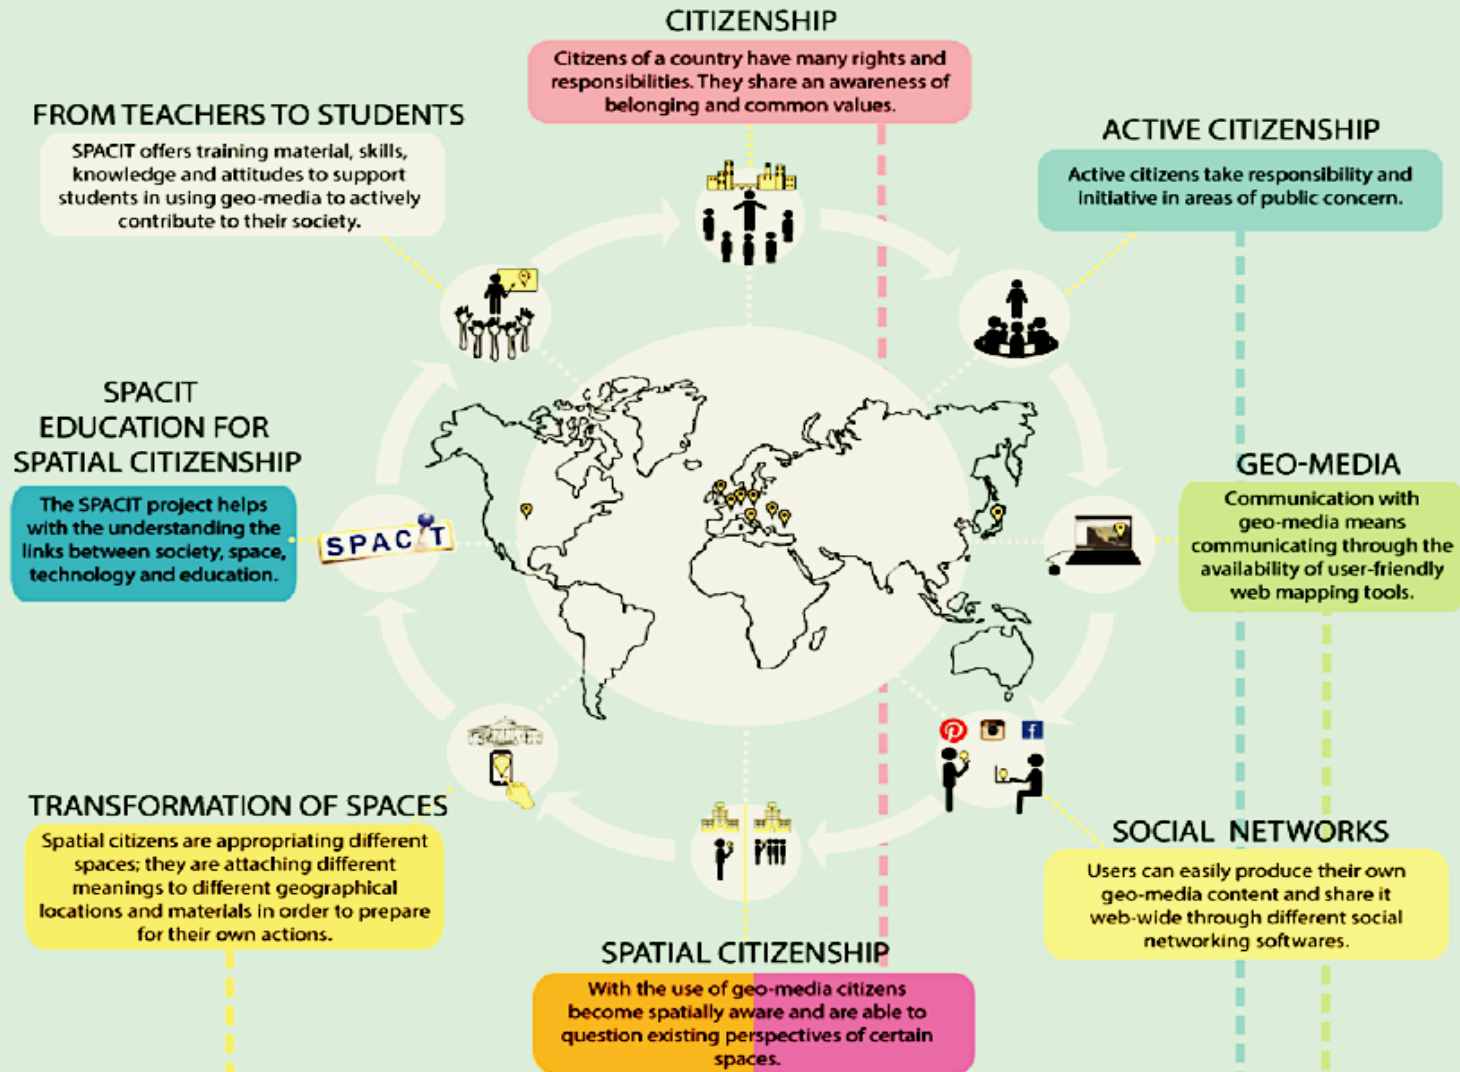 CITIZENSHIP
Citizens of a country have many rights and
responsibilities. They share an awareness of
belonging and common values.
FROM TEACHERS TO STUDENTS
SPACIT offers training material, skills,
knowledge and attitudes to support
students in using geo-media to actively
contribute to their society.
ACTIVE CITIZENSHIP
Active citizens take responsibility and
initiative in areas of public concern.
SPACIT
EDUCATION FOR
SPATIAL CITIZENSHIP
The SPACIT project helps
with the understanding the
links between society, space,
technology and education.
SPACIT
GEO-MEDIA
Communication with
geo-media means
communicating through the
availability of user-friendly
web mapping tools.
TRANSFORMATION OF SPACES
Spatial citizens are appropriating different
spaces; they are attaching different
meanings to different geographical
locations and materials in order to prepare
for their own actions.
SOCIAL NETWORKS
Users can easily produce their own
geo-media content and share it
web-wide through different social
networking softwares.
SPATIAL CITIZENSHIP
With the use of geo-media citizens
become spatially aware and are able to
question existing perspectives of certain
spaces.